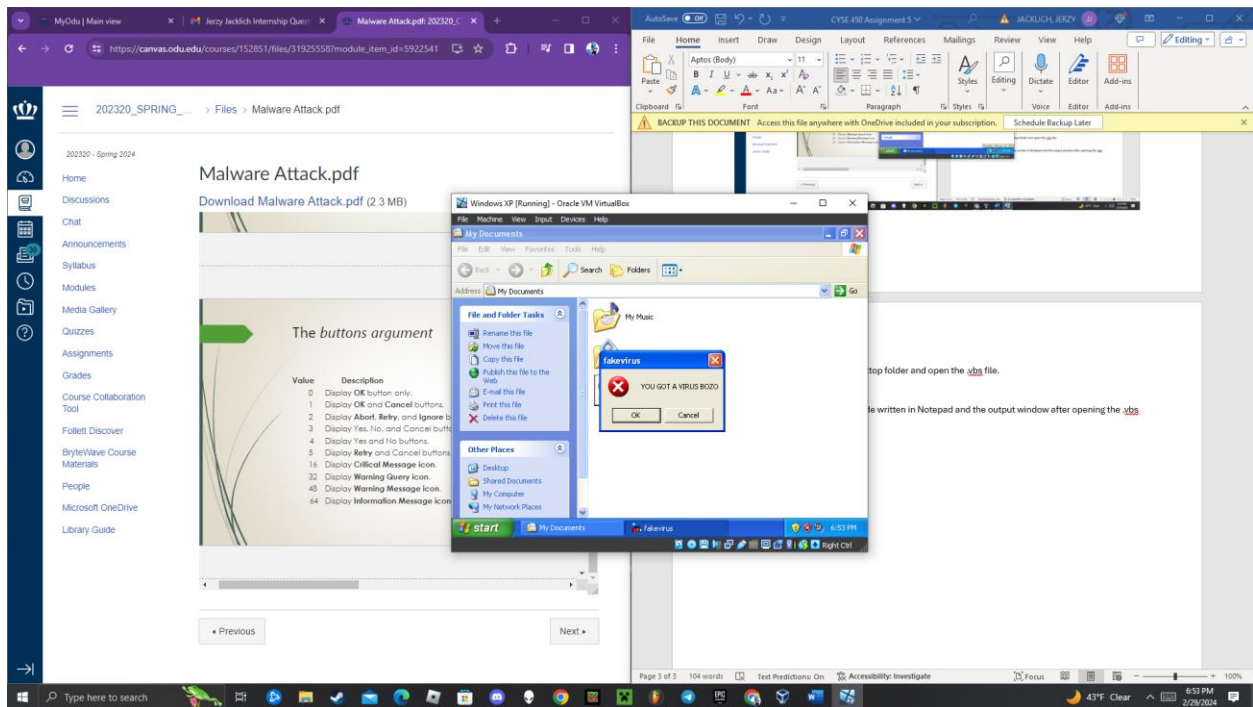 MyOdu | Main view
Jerzy Jacklich Internship Quest
Malware Attack.pdf: 202320_C
https://canvas.odu.edu/courses/152851/files/31925558?module_item_id=5922541
202320_SPRING_... > Files > Malware Attack.pdf
202320 - Spring 2024
Home
Discussions
Chat
Announcements
Syllabus
Modules
Media Gallery
Quizzes
Assignments
Grades
Course Collaboration
Tool
Follett Discover
BryteWave Course
Materials
People
Microsoft OneDrive
Library Guide
Malware Attack.pdf
Download Malware Attack.pdf (2.3 MB)
The buttons argument
Value Description
0 Display OK button only.
1 Display OK and Cancel buttons.
2 Display Abort, Retry, and Ignore b
3 Display Yes, No, and Cancel butto
4 Display Yes and No buttons.
5 Display Retry and Cancel buttons.
16 Display Critical Message icon.
32 Display Warning Query icon.
48 Display Warning Message icon.
64 Display Information Message icon
◂ Previous
Next ▸
Windows XP [Running] - Oracle VM VirtualBox
File Machine View Input Devices Help
My Documents
File Edit View Favorites Tools Help
Back
Search
Folders
Address
My Documents
Go
File and Folder Tasks
Rename this file
Move this file
Copy this file
Publish this file to the
Web
E-mail this file
Print this file
Delete this file
Other Places
Desktop
Shared Documents
My Computer
My Network Places
My Music
fakevirus
YOU GOT A VIRUS BOZO
OK
Cancel
start
My Documents
fakevirus
6:53 PM
Right Ctrl
AutoSave Off
CYSE 450 Assignment 5
JACKLICH, JERZY
JJ
File Home Insert Draw Design Layout References Mailings Review View Help
Editing
Paste
Aptos (Body)
11
Styles
Editing
Dictate
Editor
Add-ins
Clipboard
Font
Paragraph
Styles
Voice
Editor
Add-ins
BACKUP THIS DOCUMENT Access this file anywhere with OneDrive included in your subscription.
Schedule Backup Later
top folder and open the .vbs file.
le written in Notepad and the output window after opening the .vbs
Page 3 of 3
104 words
Text Predictions: On
Accessibility: Investigate
Focus
100%
Type here to search
43°F Clear
6:53 PM
2/29/2024